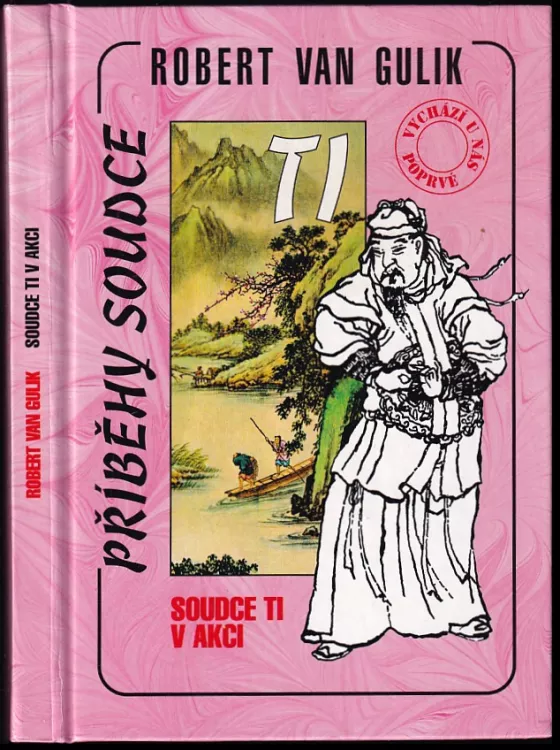 ROBERT VAN GULIK SOUDCE TI V AKCI
ROBERT VAN GULIK
PŘÍBĚHY SOUDCE
TI
VYCHÁZÍ U NÁS
POPRVÉ
SOUDCE TI
V AKCI